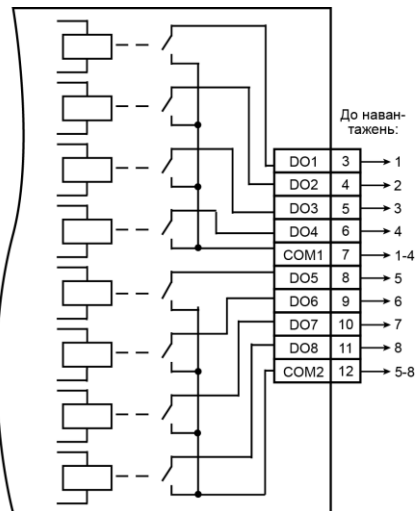 До наван-
тажень:
DO1 3 1
DO2 4 2
DO3 5 3
DO4 6 4
COM1 7 1-4
DO5 8 5
DO6 9 6
DO7 10 7
DO8 11 8
COM2 12 5-8